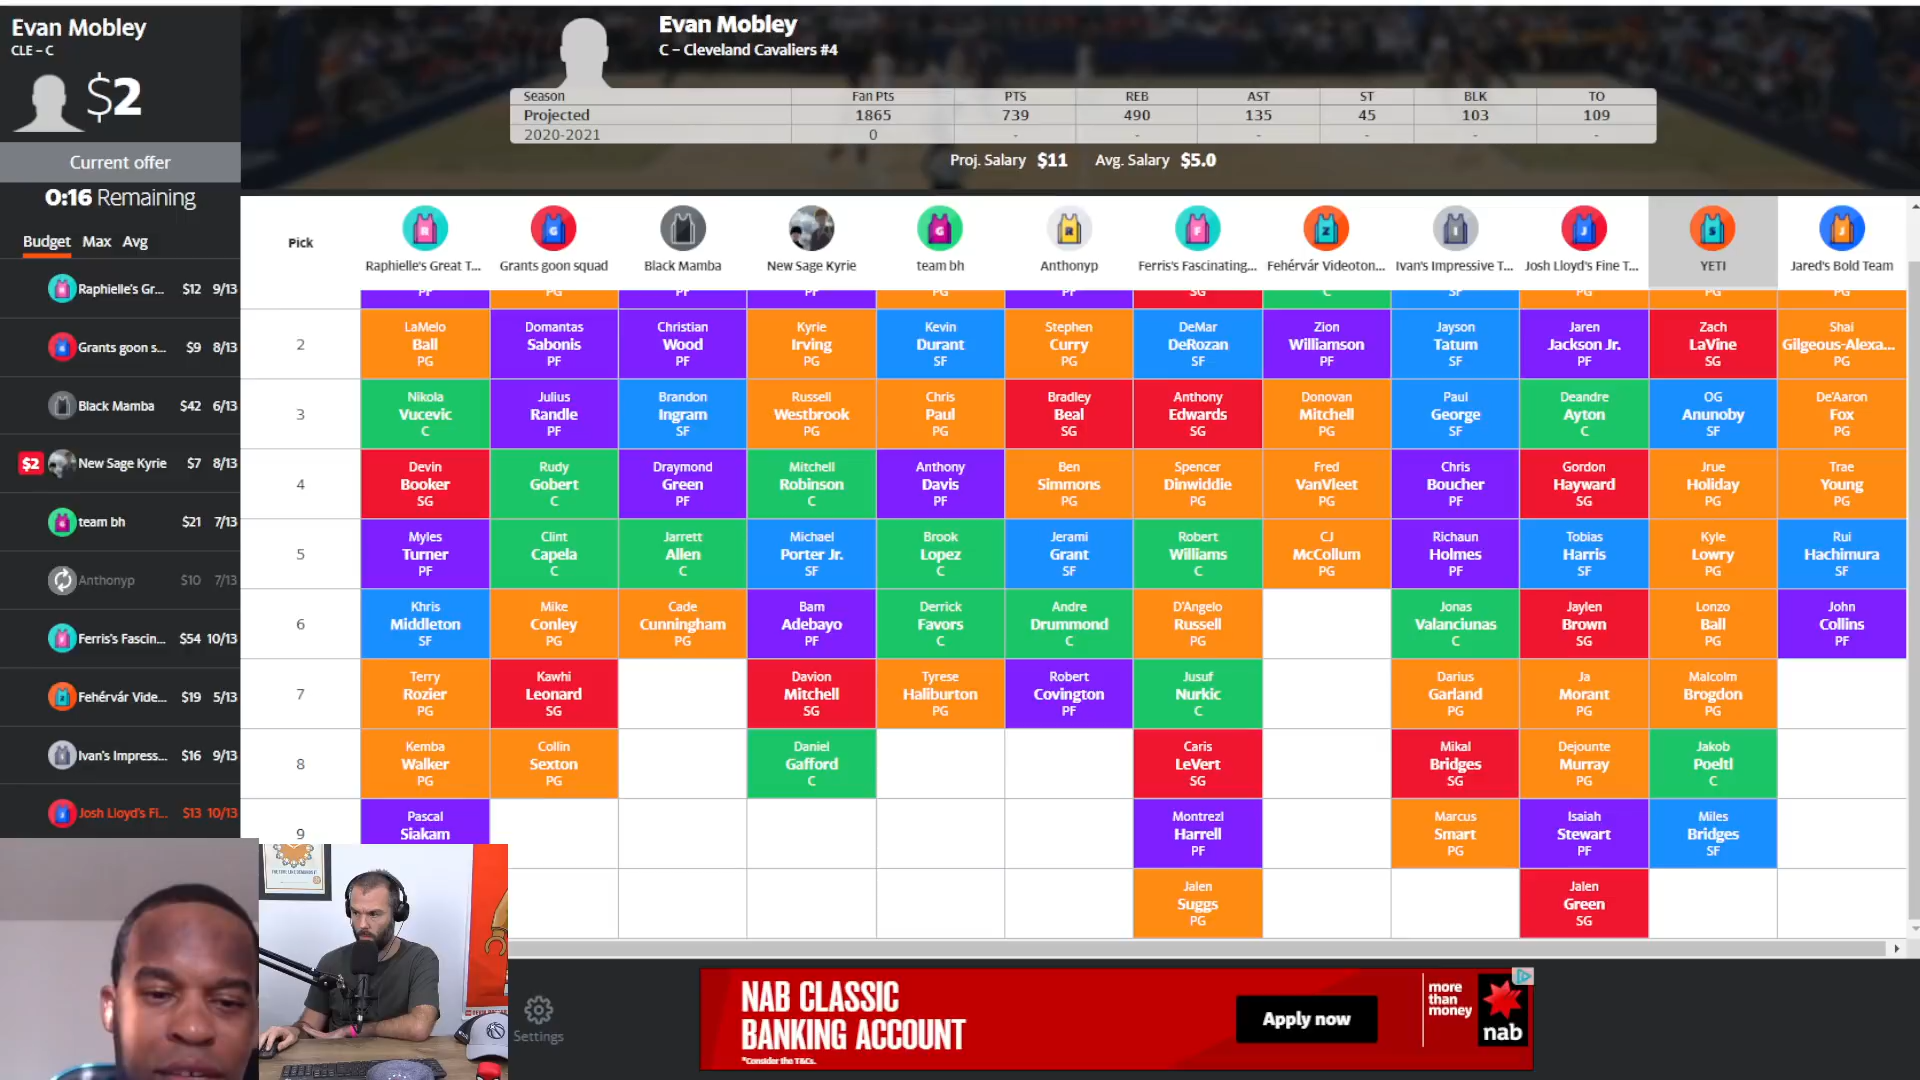 Evan Mobley
CLE – C
$2
Current offer
0:16 Remaining
Budget Max Avg
Raphielle's Gr... $12 9/13
Grants goon s... $9 8/13
Black Mamba $42 6/13
$2 New Sage Kyrie $7 8/13
team bh $21 7/13
Anthonyp $10 7/13
Ferris's Fascin... $54 10/13
Fehérvár Vide... $19 5/13
Ivan's Impress... $16 9/13
Josh Lloyd's Fi... $13 10/13
Evan Mobley
C – Cleveland Cavaliers #4
Season Fan Pts PTS REB AST ST BLK TO
Projected 1865 739 490 135 45 103 109
2020-2021 0 - - - - - -
Proj. Salary $11 Avg. Salary $5.0
Pick Raphielle's Great T... Grants goon squad Black Mamba New Sage Kyrie team bh Anthonyp Ferris's Fascinating... Fehérvár Videoton... Ivan's Impressive T... Josh Lloyd's Fine T... YETI Jared's Bold Team
PF PG PF PF PG PF SG C SF PG PG PG
LaMelo Domantas Christian Kyrie Kevin Stephen DeMar Zion Jayson Jaren Zach Shai
2 Ball Sabonis Wood Irving Durant Curry DeRozan Williamson Tatum Jackson Jr. LaVine Gilgeous-Alexa...
PG PF PF PG SF PG SF PF SF PF SG PG
Nikola Julius Brandon Russell Chris Bradley Anthony Donovan Paul Deandre OG De'Aaron
3 Vucevic Randle Ingram Westbrook Paul Beal Edwards Mitchell George Ayton Anunoby Fox
C PF SF PG PG SG SG PG SF C SF PG
Devin Rudy Draymond Mitchell Anthony Ben Spencer Fred Chris Gordon Jrue Trae
4 Booker Gobert Green Robinson Davis Simmons Dinwiddie VanVleet Boucher Hayward Holiday Young
SG C PF C PF PG PG PG PF SG PG PG
Myles Clint Jarrett Michael Brook Jerami Robert CJ Richaun Tobias Kyle Rui
5 Turner Capela Allen Porter Jr. Lopez Grant Williams McCollum Holmes Harris Lowry Hachimura
PF C C SF C SF C PG PF SF PG SF
Khris Mike Cade Bam Derrick Andre D'Angelo Jonas Jaylen Lonzo John
6 Middleton Conley Cunningham Adebayo Favors Drummond Russell Valanciunas Brown Ball Collins
SF PG PG PF C C PG C SG PG PF
Terry Kawhi Davion Tyrese Robert Jusuf Darius Ja Malcolm
7 Rozier Leonard Mitchell Haliburton Covington Nurkic Garland Morant Brogdon
PG SG SG PG PF C PG PG PG
Kemba Collin Daniel Caris Mikal Dejounte Jakob
8 Walker Sexton Gafford LeVert Bridges Murray Poeltl
PG PG C SG SG PG C
Pascal Montrezl Marcus Isaiah Miles
9 Siakam Harrell Smart Stewart Bridges
PF PG PF SF
Jalen Jalen
Suggs Green
PG SG
Settings
NAB CLASSIC
BANKING ACCOUNT
*Consider the T&Cs.
Apply now
more
than
money
nab